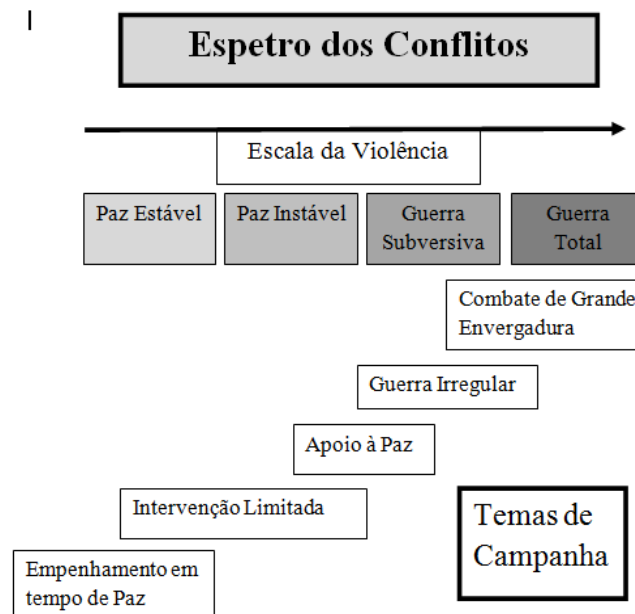 Espetro dos Conflitos
Escala da Violência
Paz Estável
Paz Instável
Guerra
Subversiva
Guerra
Total
Combate de Grande
Envergadura
Guerra Irregular
Apoio à Paz
Intervenção Limitada
Temas de
Campanha
Empenhamento em
tempo de Paz